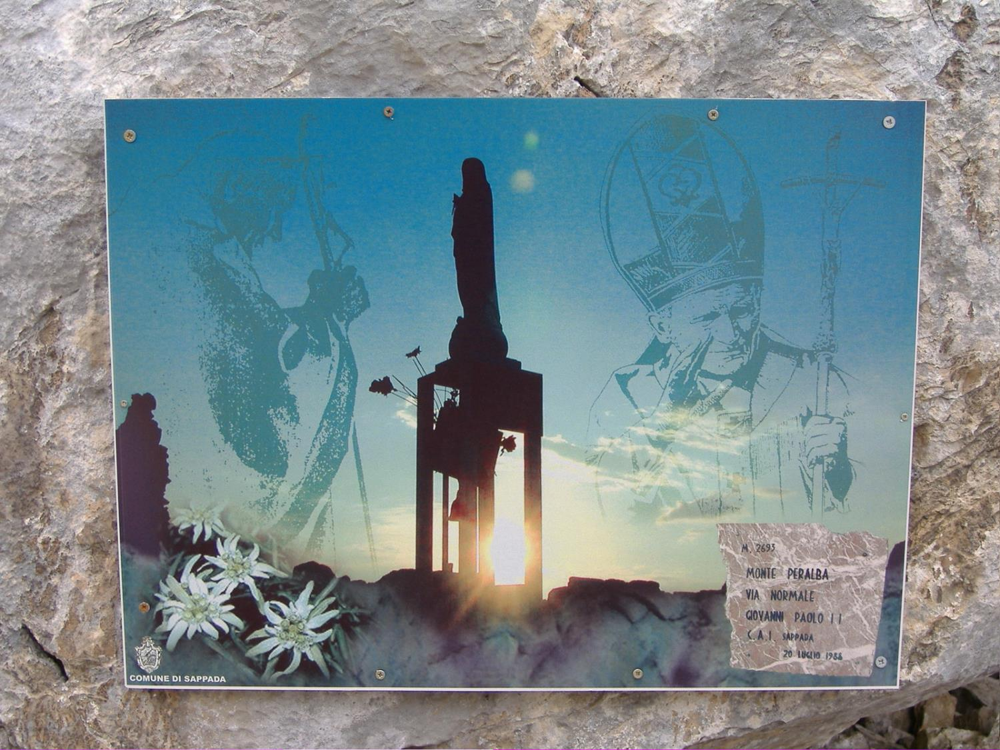 M. 2693
MONTE PERALBA
VIA NORMALE
GIOVANNI PAOLO II
C.A.I. SAPPADA
20 LUGLIO 1988
COMUNE DI SAPPADA